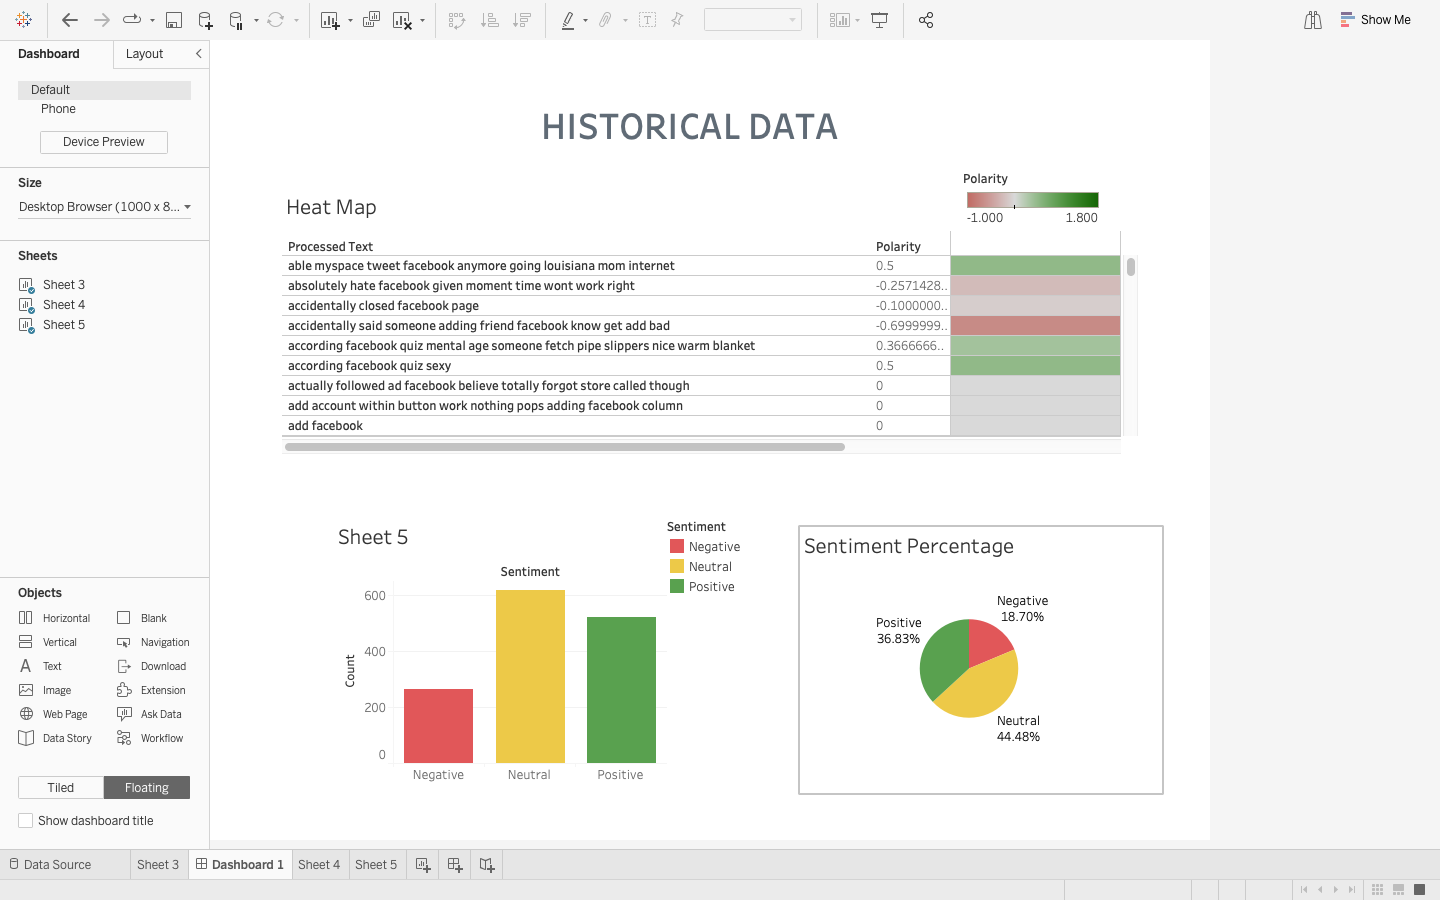 Show Me
Dashboard
Layout
Default
Phone
Device Preview
Size
Desktop Browser (1000 x 8...
Sheets
Sheet 3
Sheet 4
Sheet 5
Objects
Horizontal
Blank
Vertical
Navigation
Text
Download
Image
Extension
Web Page
Ask Data
Data Story
Workflow
Tiled
Floating
Show dashboard title
HISTORICAL DATA
Polarity
-1.000 1.800
Heat Map
Processed Text Polarity
able myspace tweet facebook anymore going louisiana mom internet 0.5
absolutely hate facebook given moment time wont work right -0.2571428..
accidentally closed facebook page -0.1000000..
accidentally said someone adding friend facebook know get add bad -0.6999999..
according facebook quiz mental age someone fetch pipe slippers nice warm blanket 0.3666666..
according facebook quiz sexy 0.5
actually followed ad facebook believe totally forgot store called though 0
add account within button work nothing pops adding facebook column 0
add facebook 0
Sheet 5
Sentiment
Negative
Neutral
Positive
Sentiment
600
400
200
0
Count
Negative Neutral Positive
Sentiment Percentage
Negative
18.70%
Positive
36.83%
Neutral
44.48%
Data Source
Sheet 3
Dashboard 1
Sheet 4
Sheet 5